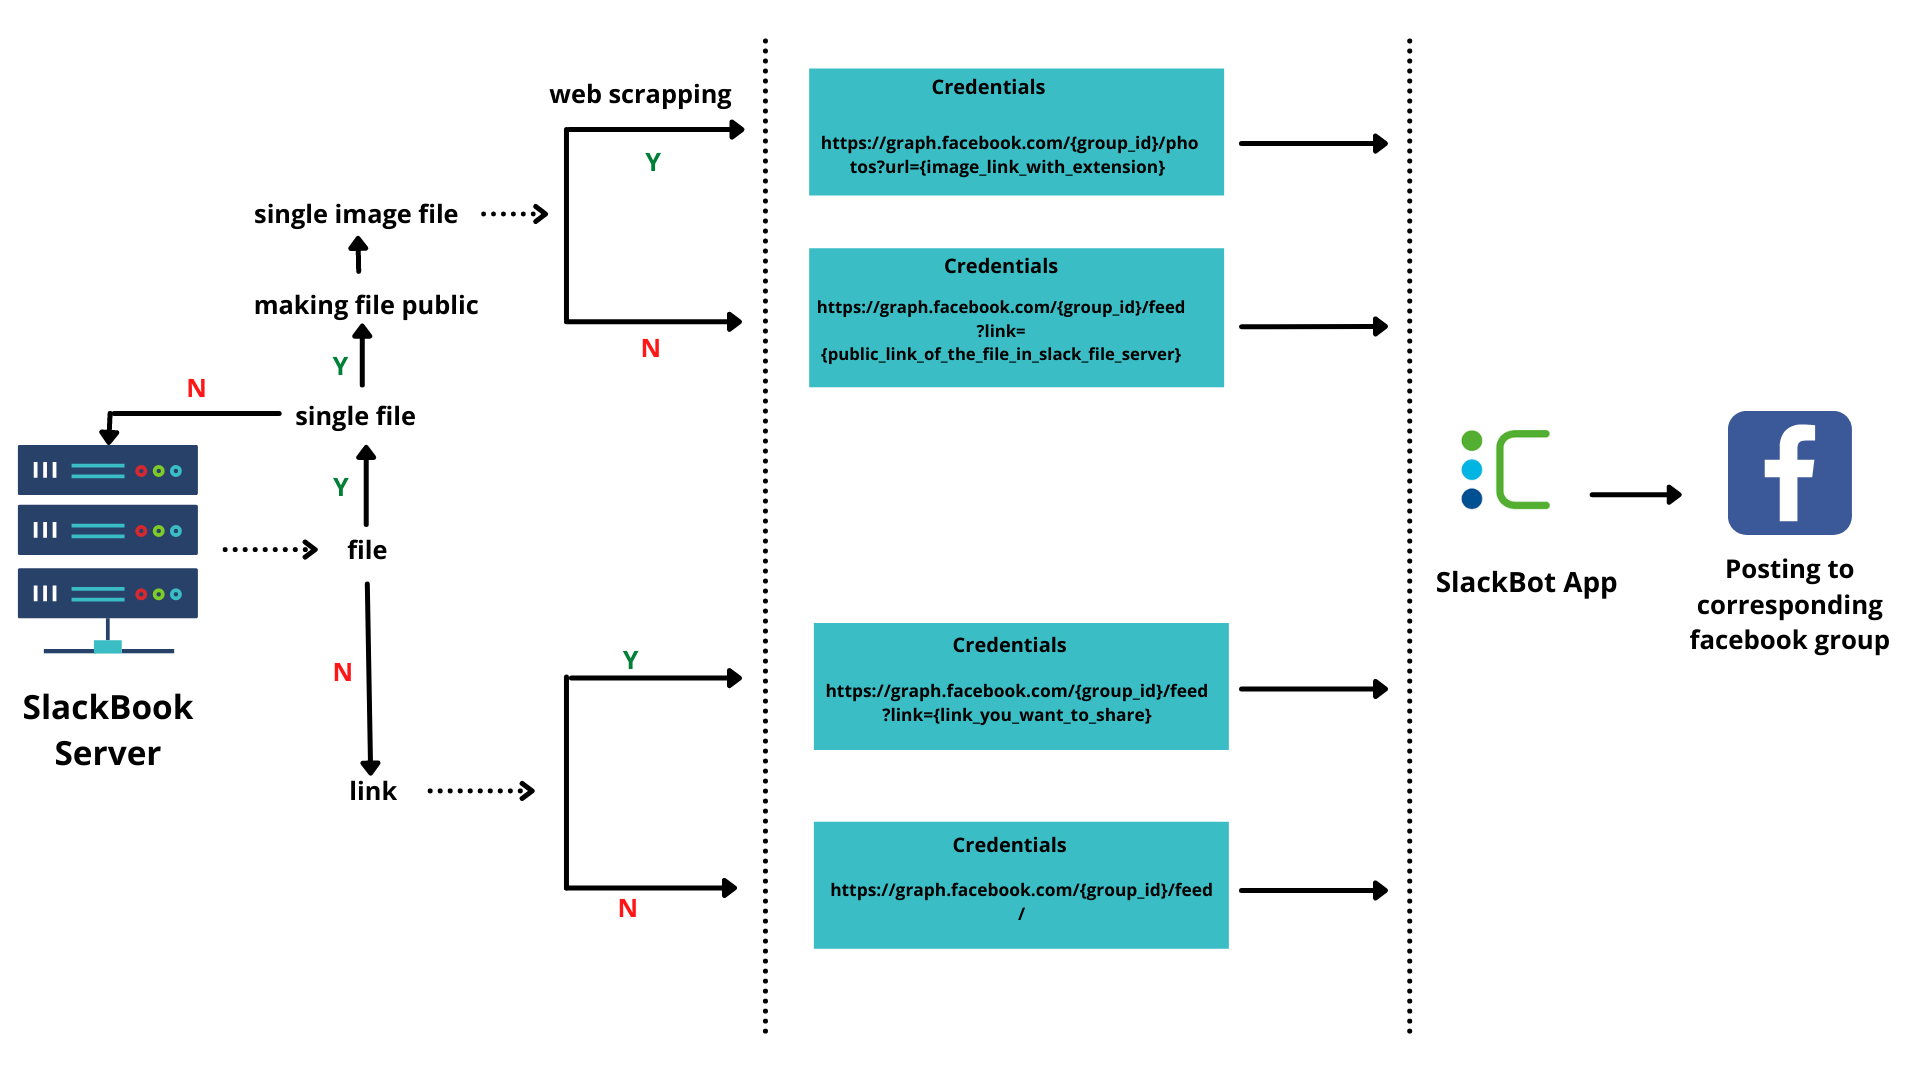 web scrapping
Y
single image file
making file public
N
Y
N
single file
Y
file
N
SlackBook
Server
link
Y
N
Credentials
https://graph.facebook.com/{group_id}/pho
tos?url={image_link_with_extension}
Credentials
https://graph.facebook.com/{group_id}/feed
?link=
{public_link_of_the_file_in_slack_file_server}
Credentials
https://graph.facebook.com/{group_id}/feed
?link={link_you_want_to_share}
Credentials
https://graph.facebook.com/{group_id}/feed
/
SlackBot App
f
Posting to
corresponding
facebook group